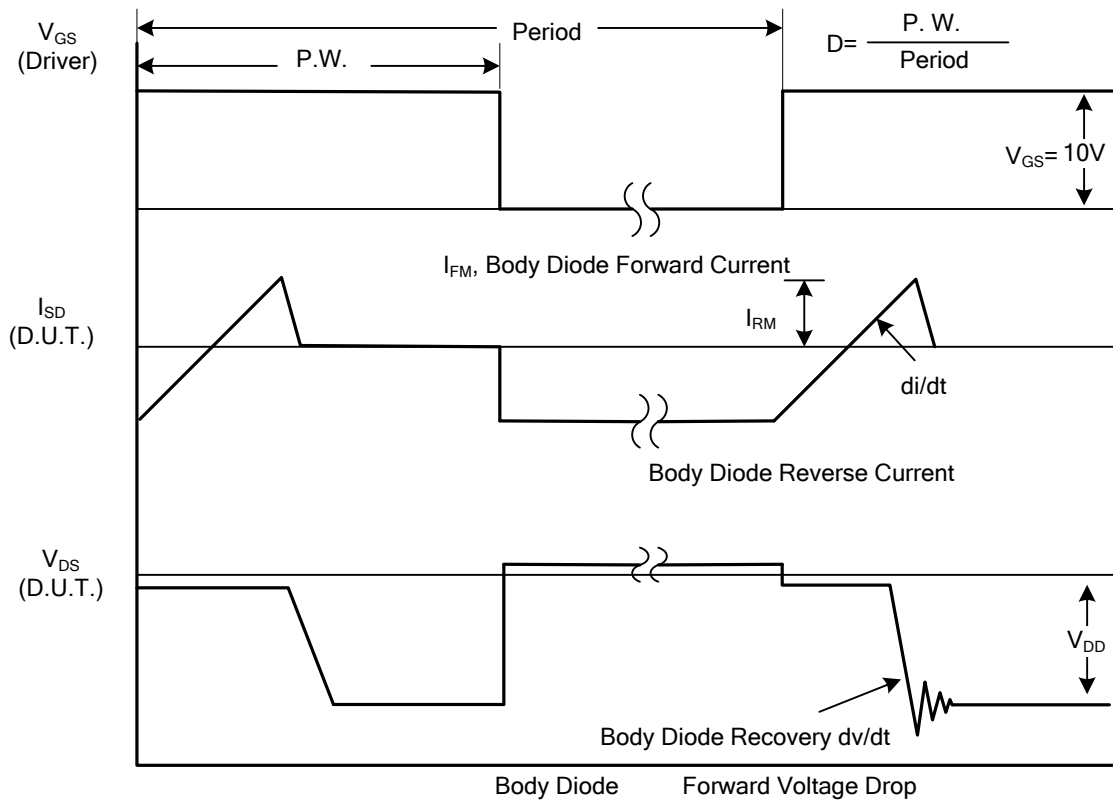 V_GS
(Driver)
Period
P.W.
D= P. W.
Period
V_GS= 10V
I_FM, Body Diode Forward Current
I_SD
(D.U.T.)
I_RM
di/dt
Body Diode Reverse Current
V_DS
(D.U.T.)
V_DD
Body Diode Recovery dv/dt
Body Diode Forward Voltage Drop